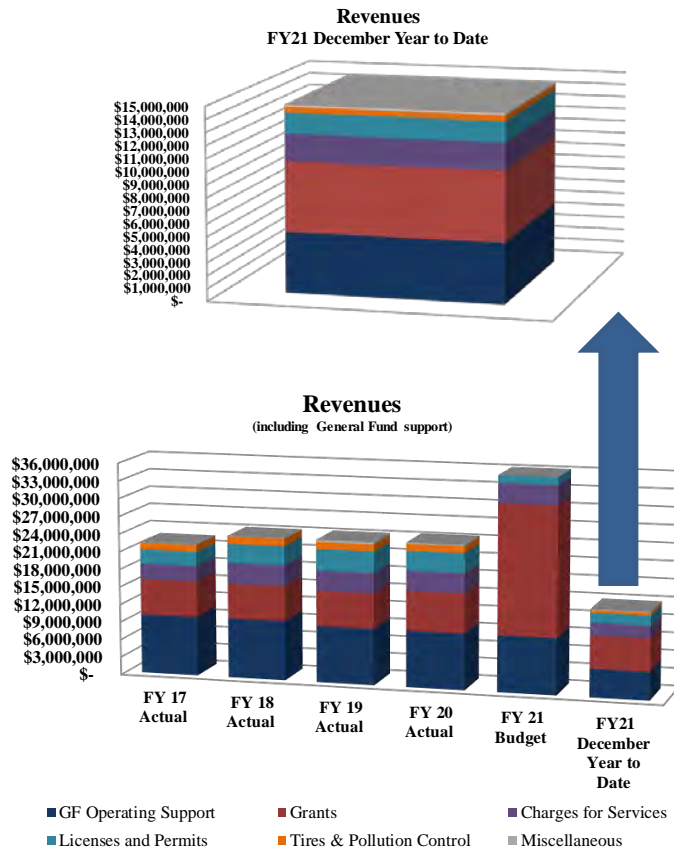 Revenues
FY21 December Year to Date
$15,000,000
$14,000,000
$13,000,000
$12,000,000
$11,000,000
$10,000,000
$9,000,000
$8,000,000
$7,000,000
$6,000,000
$5,000,000
$4,000,000
$3,000,000
$2,000,000
$1,000,000
$-
Revenues
(including General Fund support)
$36,000,000
$33,000,000
$30,000,000
$27,000,000
$24,000,000
$21,000,000
$18,000,000
$15,000,000
$12,000,000
$9,000,000
$6,000,000
$3,000,000
$-
FY 17
Actual
FY 18
Actual
FY 19
Actual
FY 20
Actual
FY 21
Budget
FY21
December
Year to
Date
GF Operating Support
Grants
Charges for Services
Licenses and Permits
Tires & Pollution Control
Miscellaneous